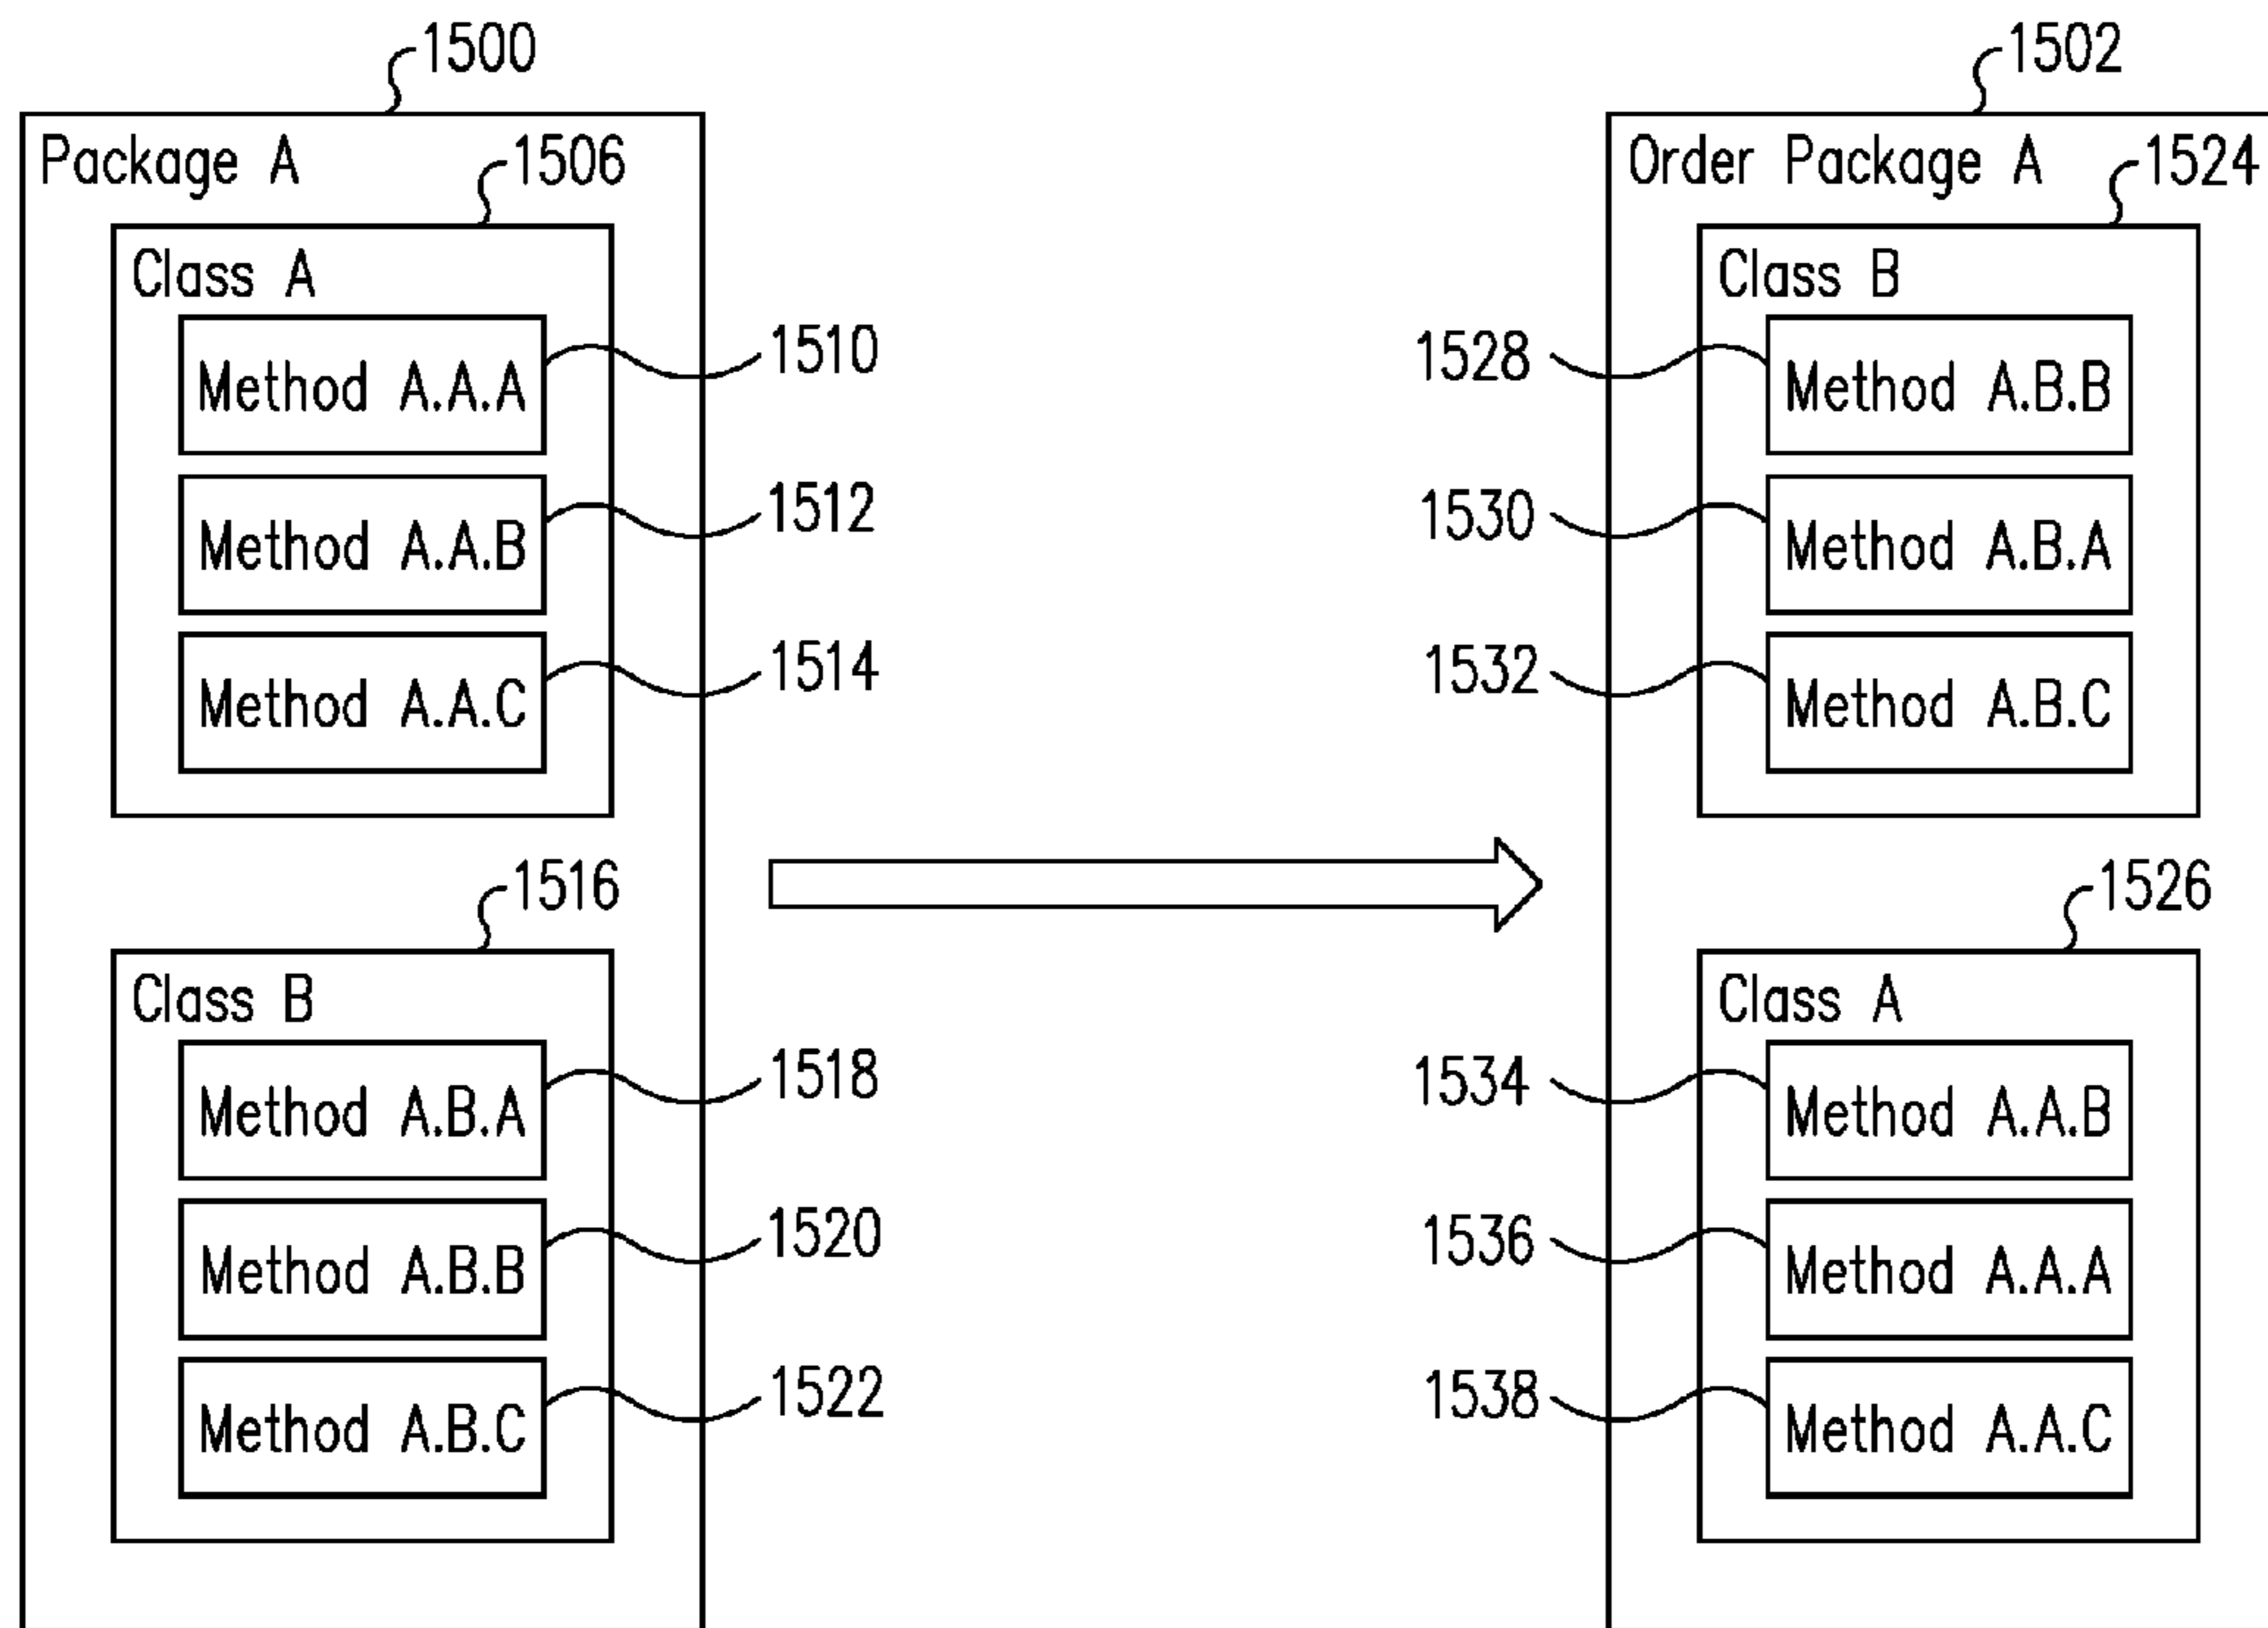 1500
Package A
1506
Class A
Method A.A.A
1510
Method A.A.B
1512
Method A.A.C
1514
1516
Class B
Method A.B.A
1518
Method A.B.B
1520
Method A.B.C
1522
1502
Order Package A
1524
Class B
1528
Method A.B.B
1530
Method A.B.A
1532
Method A.B.C
1526
Class A
1534
Method A.A.B
1536
Method A.A.A
1538
Method A.A.C